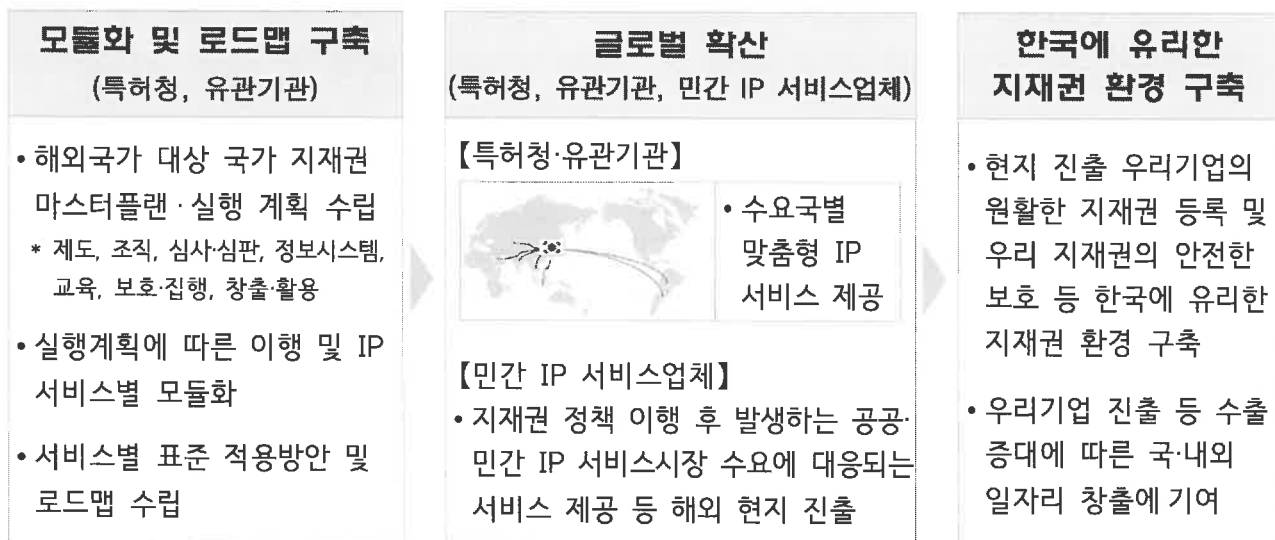 모듈화 및 로드맵 구축
(특허청, 유관기관)
• 해외국가 대상 국가 지재권
마스터플랜·실행 계획 수립
* 제도, 조직, 심사·심판, 정보시스템,
교육, 보호·집행, 창출·활용
• 실행계획에 따른 이행 및 IP
서비스별 모듈화
• 서비스별 표준 적용방안 및
로드맵 수립
글로벌 확산
(특허청, 유관기관, 민간 IP 서비스업체)
【특허청·유관기관】
• 수요국별
맞춤형 IP
서비스 제공
【민간 IP 서비스업체】
• 지재권 정책 이행 후 발생하는 공공·
민간 IP 서비스시장 수요에 대응되는
서비스 제공 등 해외 현지 진출
한국에 유리한
지재권 환경 구축
• 현지 진출 우리기업의
원활한 지재권 등록 및
우리 지재권의 안전한
보호 등 한국에 유리한
지재권 환경 구축
• 우리기업 진출 등 수출
증대에 따른 국·내외
일자리 창출에 기여